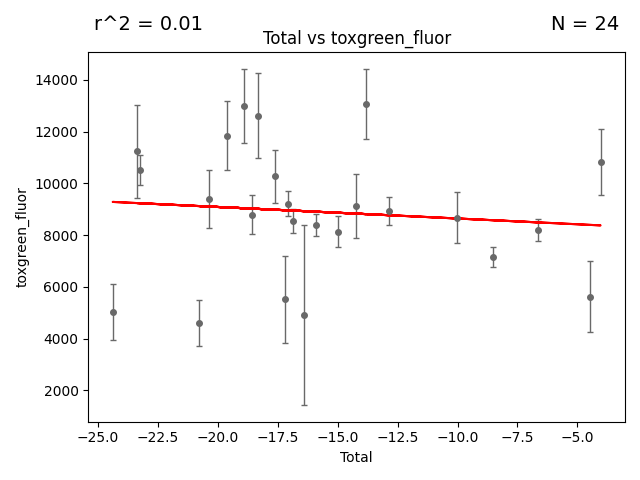 r^2 = 0.01
N = 24
Total vs toxgreen_fluor
14000
12000
10000
8000
6000
4000
2000
toxgreen_fluor
−25.0 −22.5 −20.0 −17.5 −15.0 −12.5 −10.0 −7.5 −5.0
Total